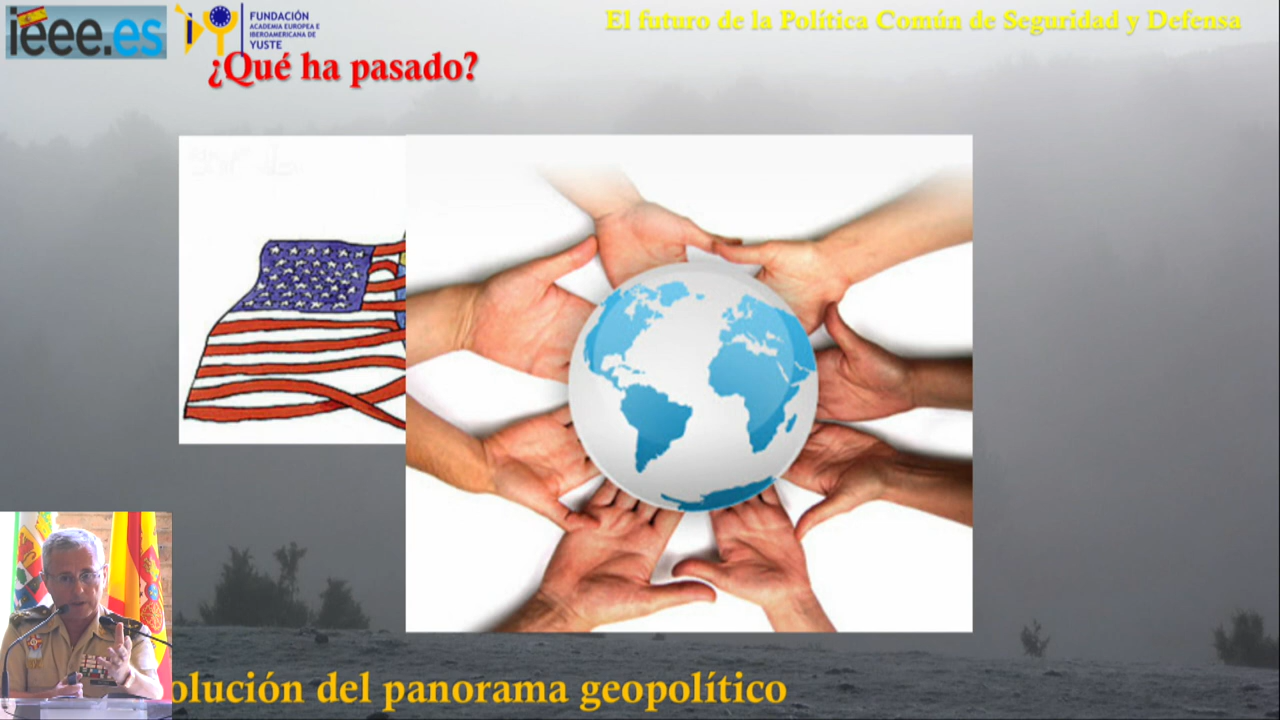 ieee.es
FUNDACIÓN
ACADEMIA EUROPEA E
IBEROAMERICANA DE
YUSTE
El futuro de la Política Común de Seguridad y Defensa
¿Qué ha pasado?
olución del panorama geopolítico